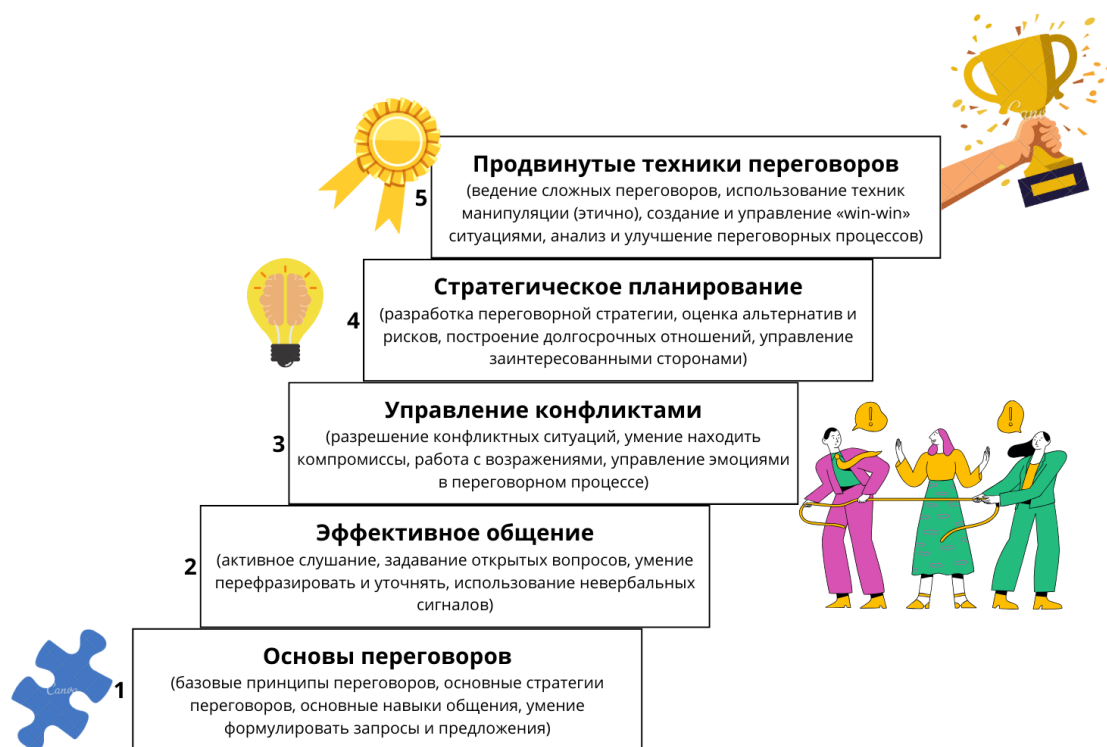 Продвинутые техники переговоров
(ведение сложных переговоров, использование техник
манипуляции (этично), создание и управление «win-win»
ситуациями, анализ и улучшение переговорных процессов)
5
Стратегическое планирование
(разработка переговорной стратегии, оценка альтернатив и
рисков, построение долгосрочных отношений, управление
заинтересованными сторонами)
4
Управление конфликтами
(разрешение конфликтных ситуаций, умение находить
компромиссы, работа с возражениями, управление эмоциями
в переговорном процессе)
3
Эффективное общение
(активное слушание, задавание открытых вопросов, умение
перефразировать и уточнять, использование невербальных
сигналов)
2
Основы переговоров
(базовые принципы переговоров, основные стратегии
переговоров, основные навыки общения, умение
формулировать запросы и предложения)
1
!
!
Canva
Canva